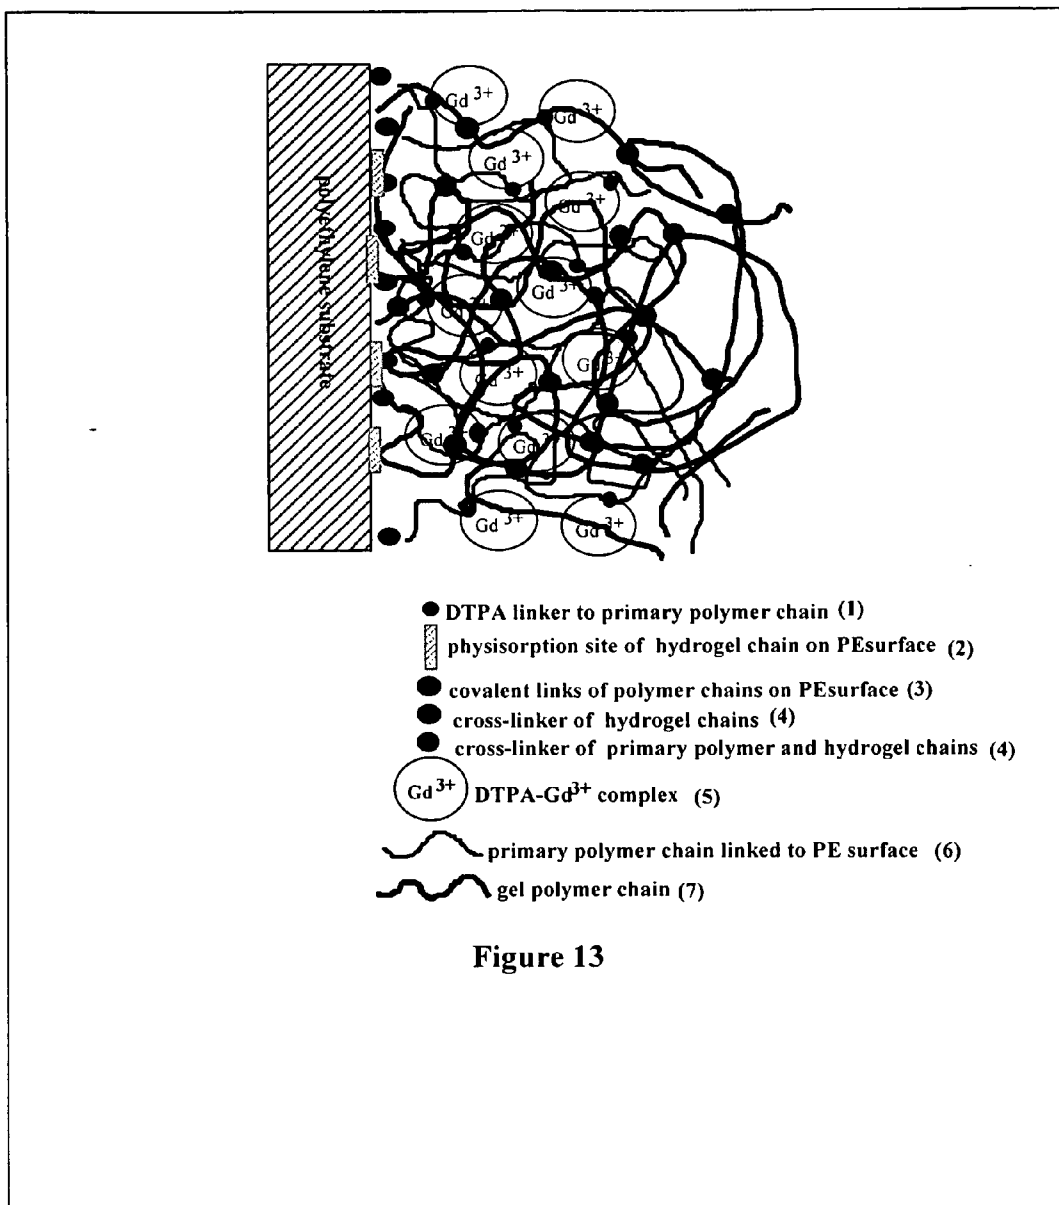 Gd 3+
Gd 3+
Gd 3+
Gd 3+
polyethylene substrate
Gd
Gd 3+
Gd 3+
Gd 3+
Gd 3+
Gd 3+
DTPA linker to primary polymer chain (1)
physisorption site of hydrogel chain on PEsurface (2)
covalent links of polymer chains on PEsurface (3)
cross-linker of hydrogel chains (4)
cross-linker of primary polymer and hydrogel chains (4)
Gd 3+ DTPA-Gd3+ complex (5)
primary polymer chain linked to PE surface (6)
gel polymer chain (7)
Figure 13